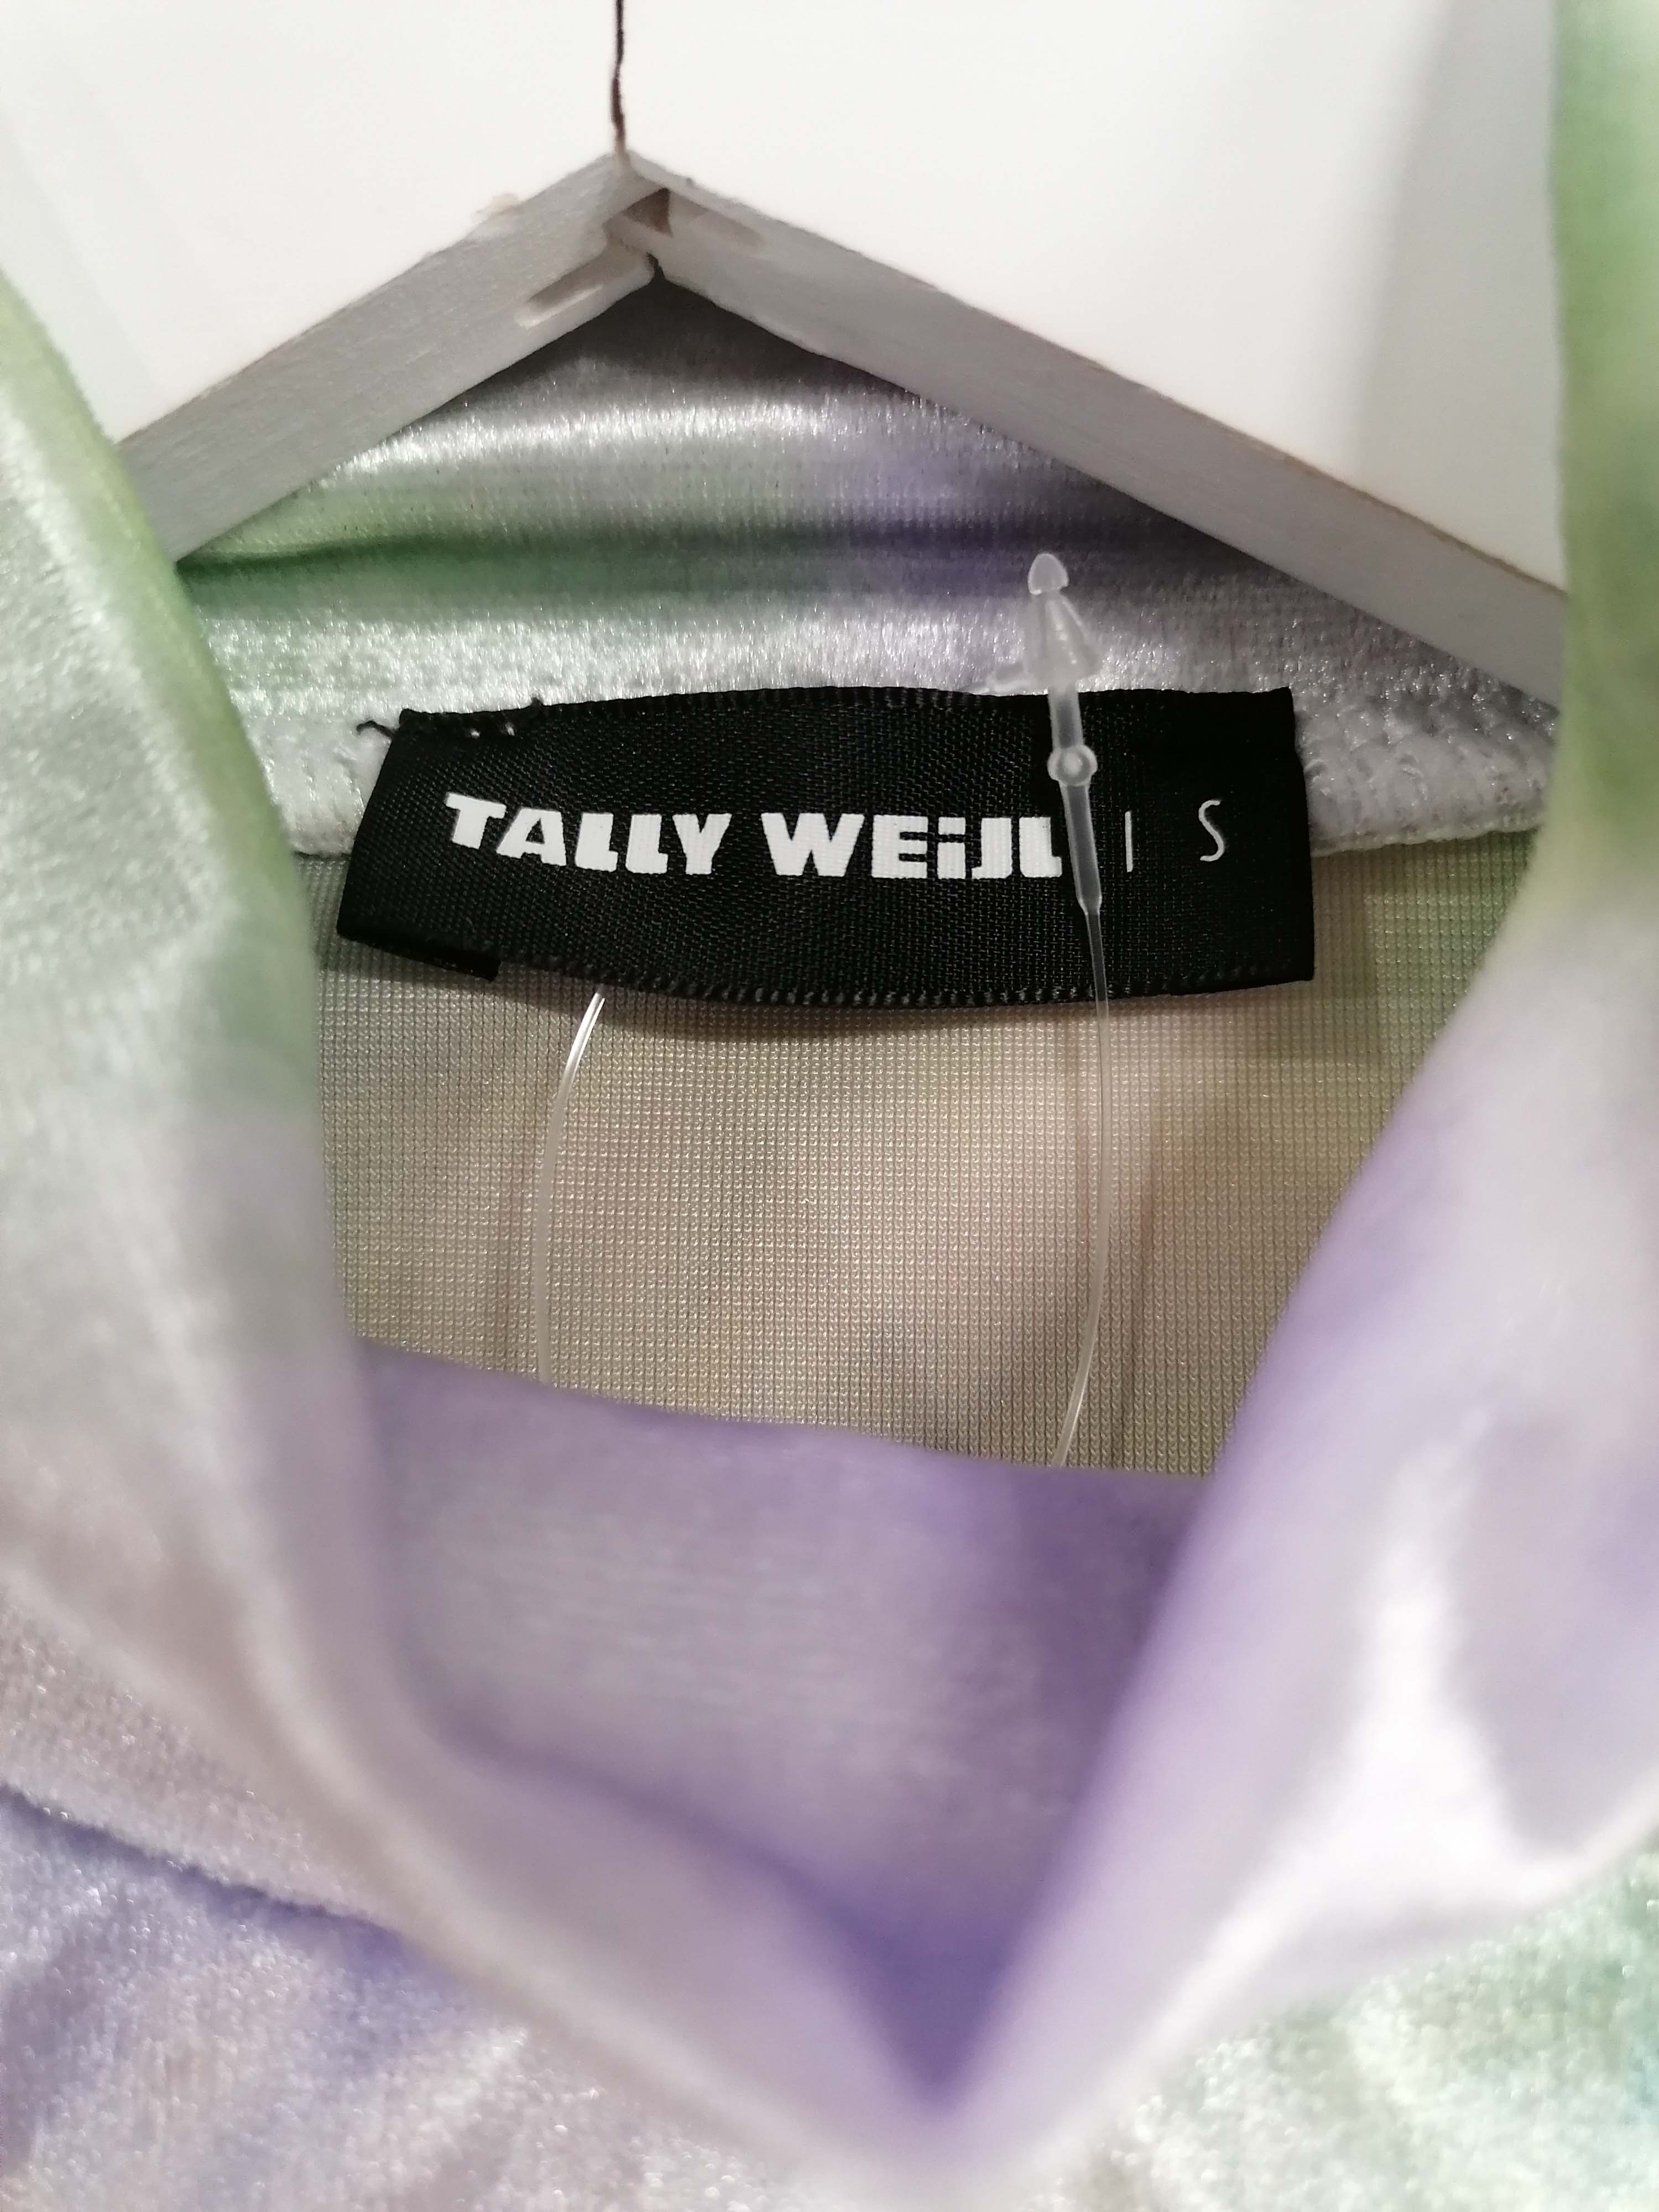 TALLY WEiJL | S